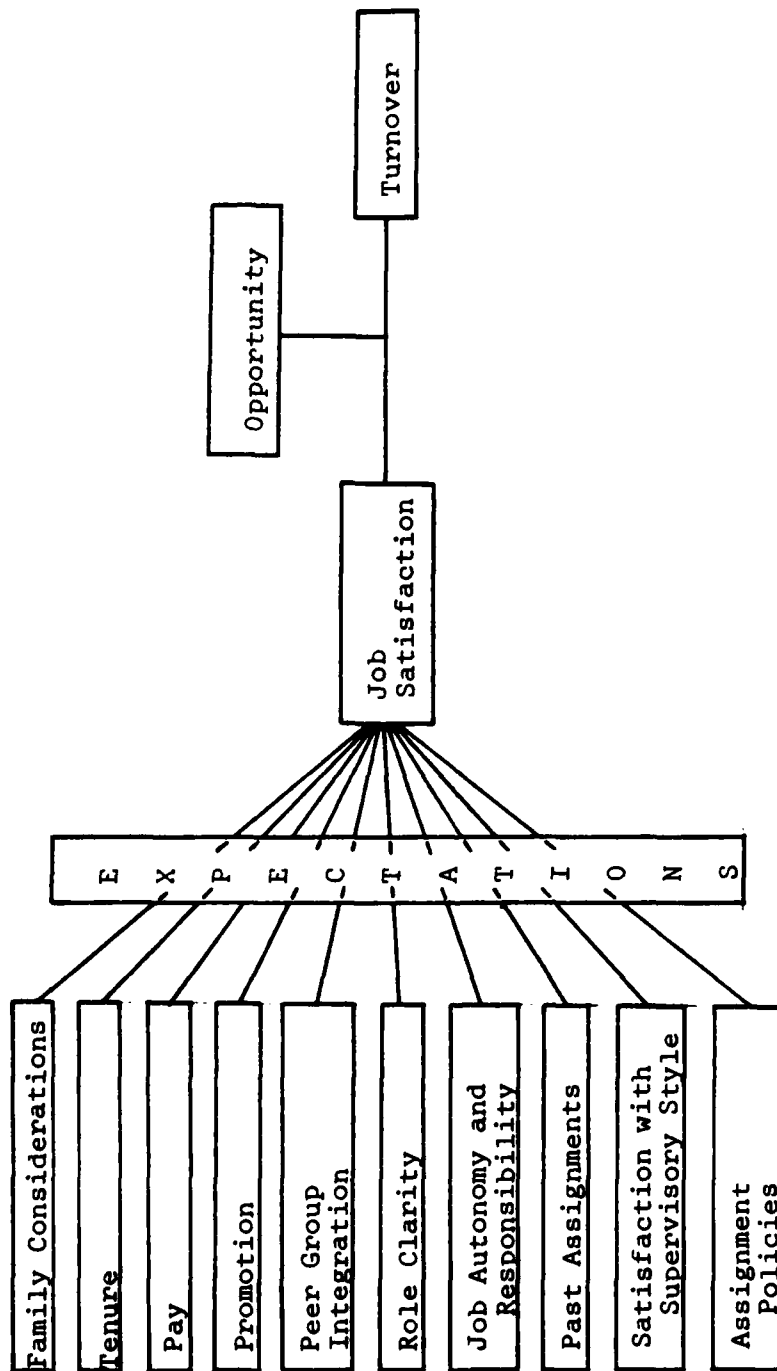 Family Considerations
Tenure
Pay
Promotion
Peer Group
Integration
Role Clarity
Job Autonomy and
Responsibility
Past Assignments
Satisfaction with
Supervisory Style
Assignment
Policies
E X P E C T A T I O N S
Job
Satisfaction
Opportunity
Turnover